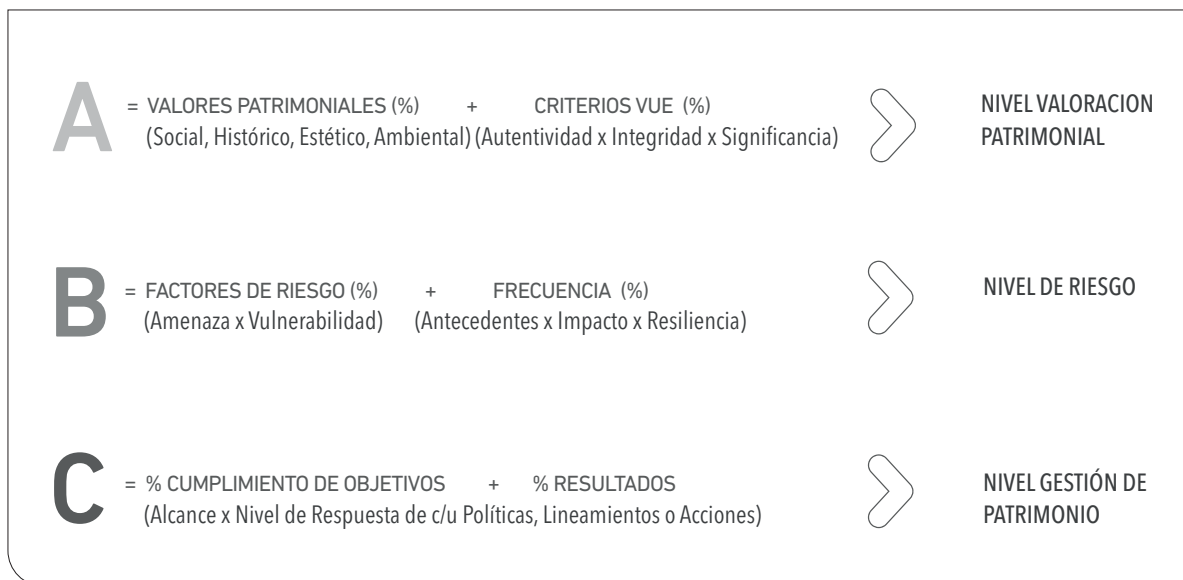 A = VALORES PATRIMONIALES (%) + CRITERIOS VUE (%) NIVEL VALORACION
(Social, Histórico, Estético, Ambiental) (Autentividad x Integridad x Significancia) PATRIMONIAL
B = FACTORES DE RIESGO (%) + FRECUENCIA (%) NIVEL DE RIESGO
(Amenaza x Vulnerabilidad) (Antecedentes x Impacto x Resiliencia)
C = % CUMPLIMIENTO DE OBJETIVOS + % RESULTADOS NIVEL GESTIÓN DE
(Alcance x Nivel de Respuesta de c/u Políticas, Lineamientos o Acciones) PATRIMONIO